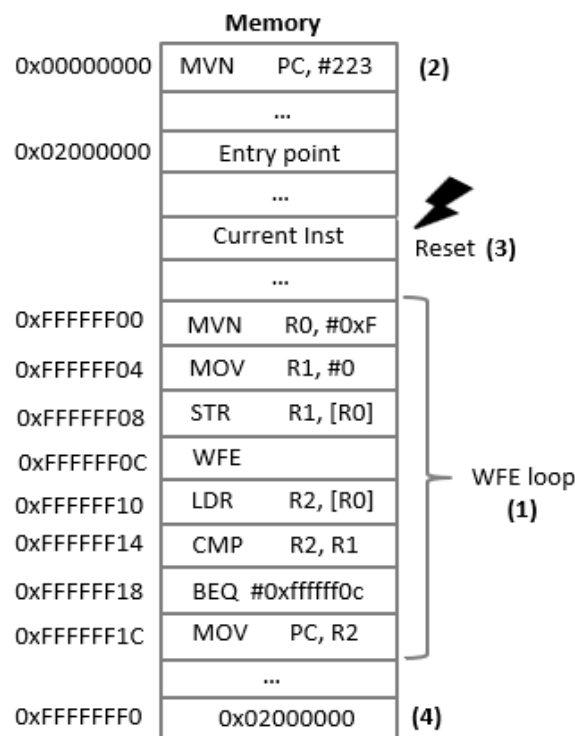 Memory
0x00000000 MVN PC, #223 (2)
...
0x02000000 Entry point
...
Current Inst
Reset (3)
...
0xFFFFFF00 MVN R0, #0xF
0xFFFFFF04 MOV R1, #0
0xFFFFFF08 STR R1, [R0]
0xFFFFFF0C WFE
WFE loop
(1)
0xFFFFFF10 LDR R2, [R0]
0xFFFFFF14 CMP R2, R1
0xFFFFFF18 BEQ #0xffffff0c
0xFFFFFF1C MOV PC, R2
...
0xFFFFFFF0 0x02000000 (4)